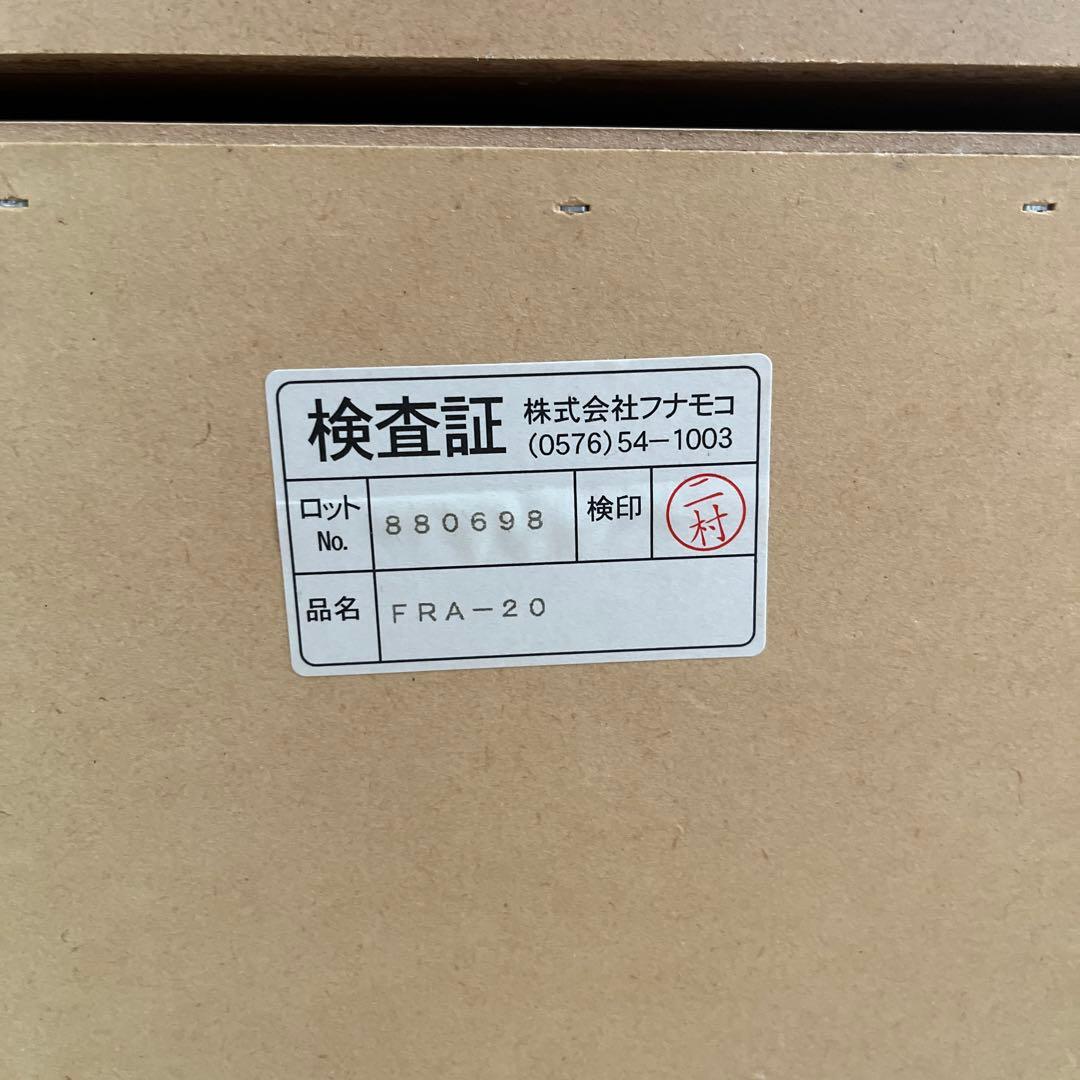 検査証
株式会社フナモコ
(0576)54-1003
ロット
No.
880698
検印
二村
品名
FRA-20